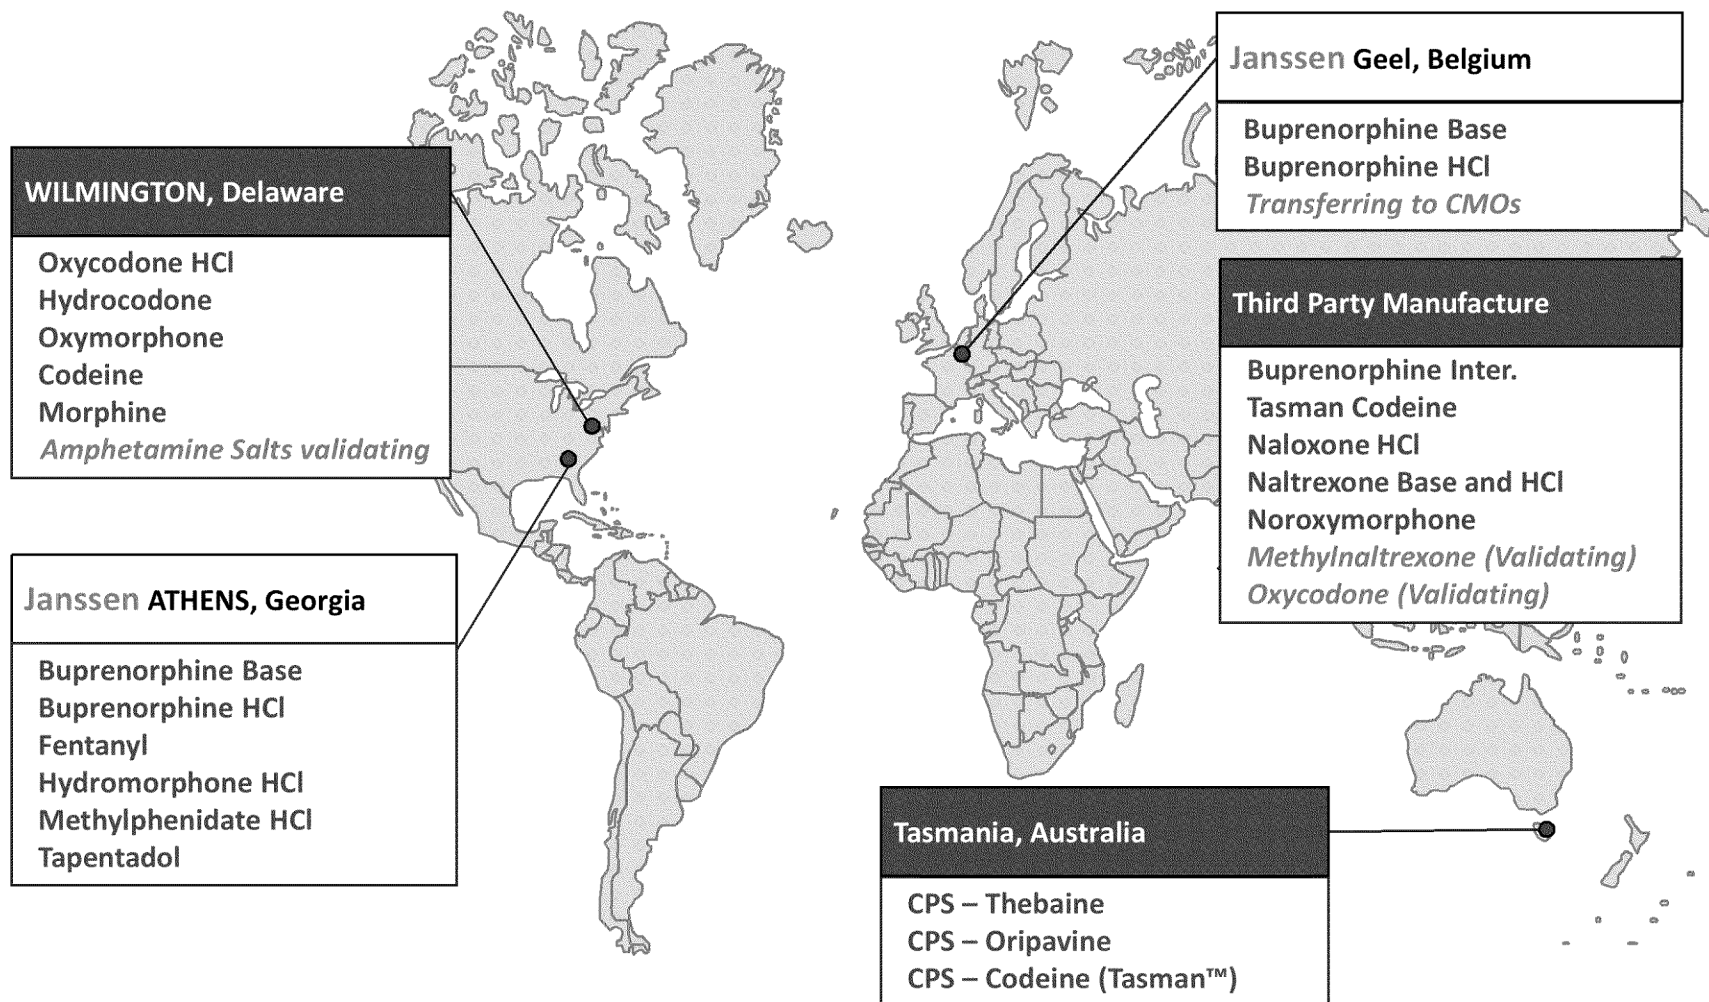 WILMINGTON, Delaware
Oxycodone HCl
Hydrocodone
Oxymorphone
Codeine
Morphine
Amphetamine Salts validating
Janssen ATHENS, Georgia
Buprenorphine Base
Buprenorphine HCl
Fentanyl
Hydromorphone HCl
Methylphenidate HCl
Tapentadol
Janssen Geel, Belgium
Buprenorphine Base
Buprenorphine HCl
Transferring to CMOs
Third Party Manufacture
Buprenorphine Inter.
Tasman Codeine
Naloxone HCl
Naltrexone Base and HCl
Noroxymorphone
Methylnaltrexone (Validating)
Oxycodone (Validating)
Tasmania, Australia
CPS – Thebaine
CPS – Oripavine
CPS – Codeine (Tasman™)